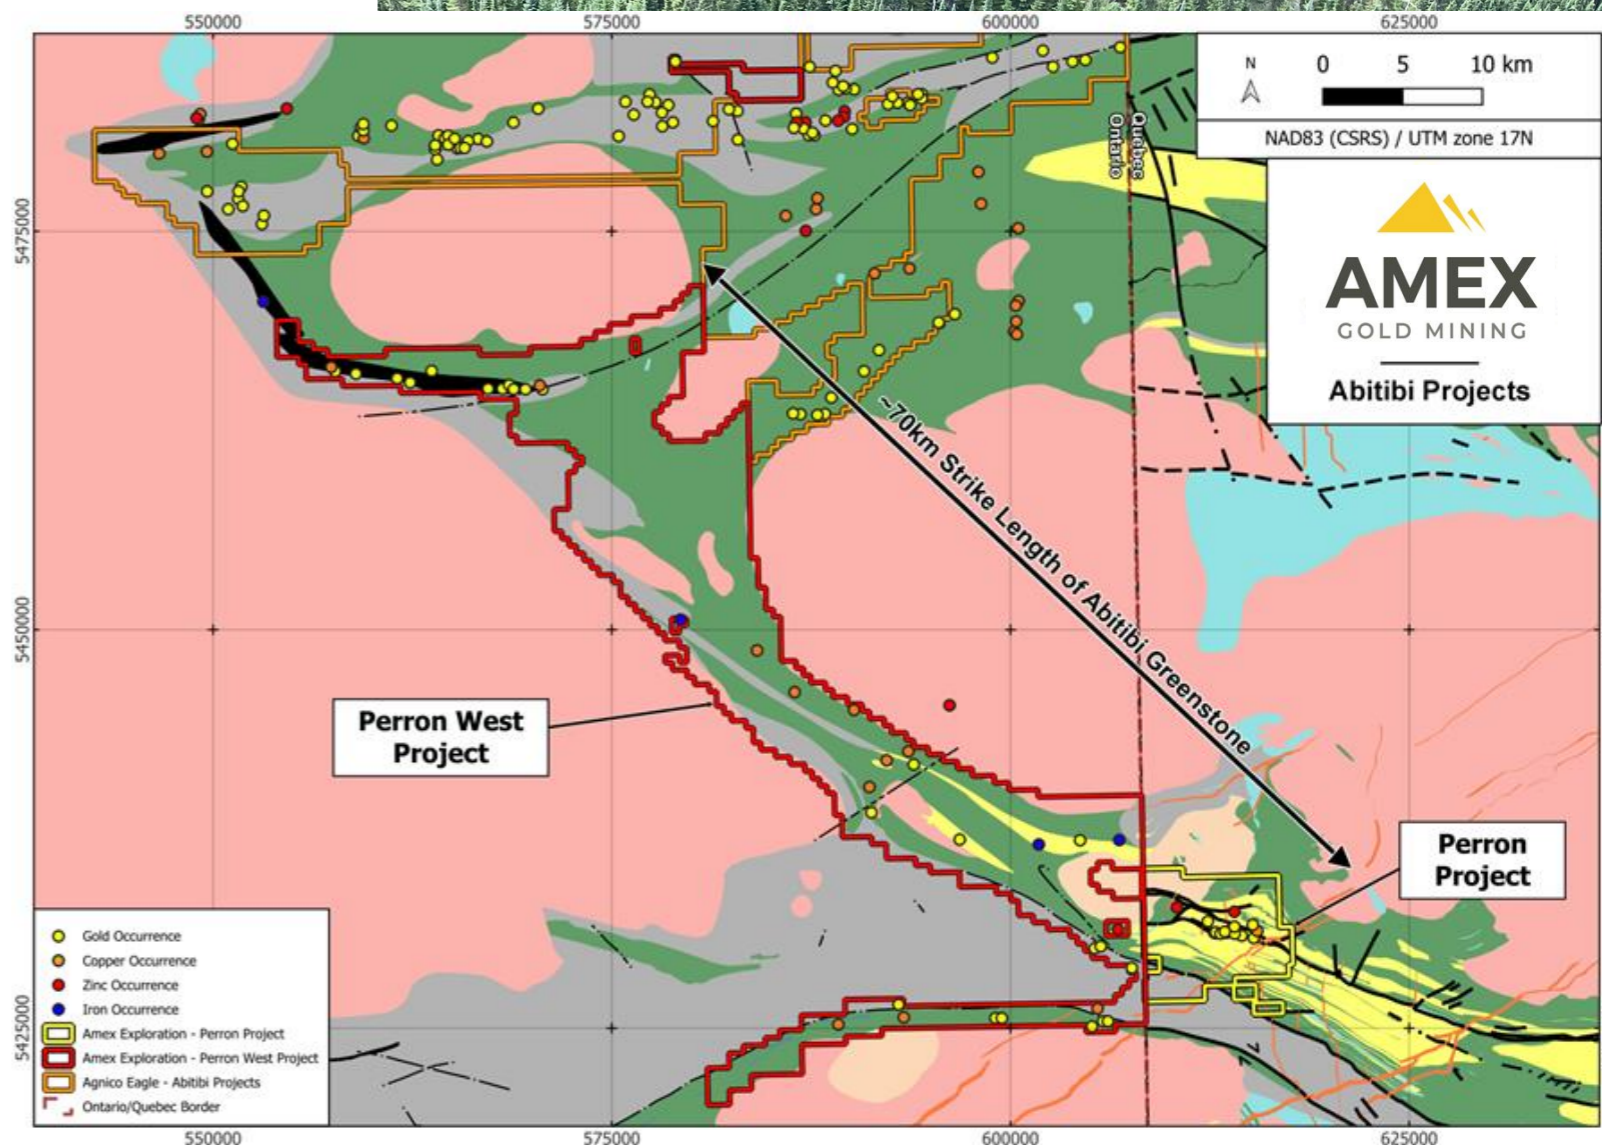 550000
575000
600000
625000
N
0
5
10 km
NAD83 (CSRS) / UTM zone 17N
AMEX
GOLD MINING
Abitibi Projects
Quebec
Ontario
5475000
5450000
5425000
~70km Strike Length of Abitibi Greenstone
Perron West
Project
Perron
Project
Gold Occurrence
Copper Occurrence
Zinc Occurrence
Iron Occurrence
Amex Exploration - Perron Project
Amex Exploration - Perron West Project
Agnico Eagle - Abitibi Projects
Ontario/Quebec Border
550000
575000
600000
625000